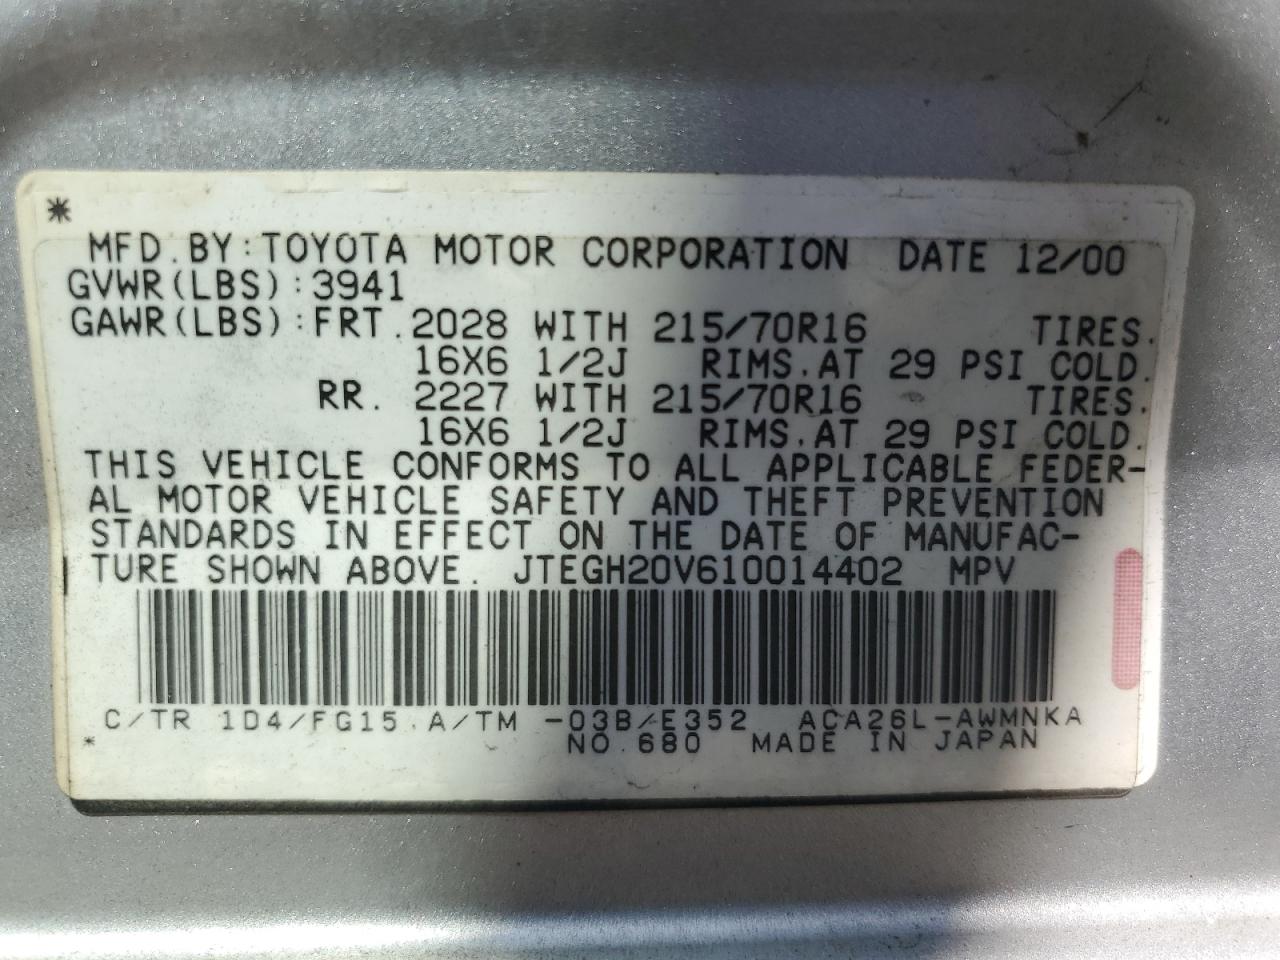 *
MFD. BY: TOYOTA MOTOR CORPORATION DATE 12/00
GVWR(LBS): 3941
GAWR(LBS): FRT. 2028 WITH 215/70R16 TIRES.
16X6 1/2J RIMS. AT 29 PSI COLD.
RR. 2227 WITH 215/70R16 TIRES.
16X6 1/2J RIMS. AT 29 PSI COLD.
THIS VEHICLE CONFORMS TO ALL APPLICABLE FEDER-
AL MOTOR VEHICLE SAFETY AND THEFT PREVENTION
STANDARDS IN EFFECT ON THE DATE OF MANUFAC-
TURE SHOWN ABOVE. JTEGH20V610014402 MPV
C/TR 1D4/FG15. A/TM -03B/E352 ACA26L-AWMNKA
* NO. 680 MADE IN JAPAN